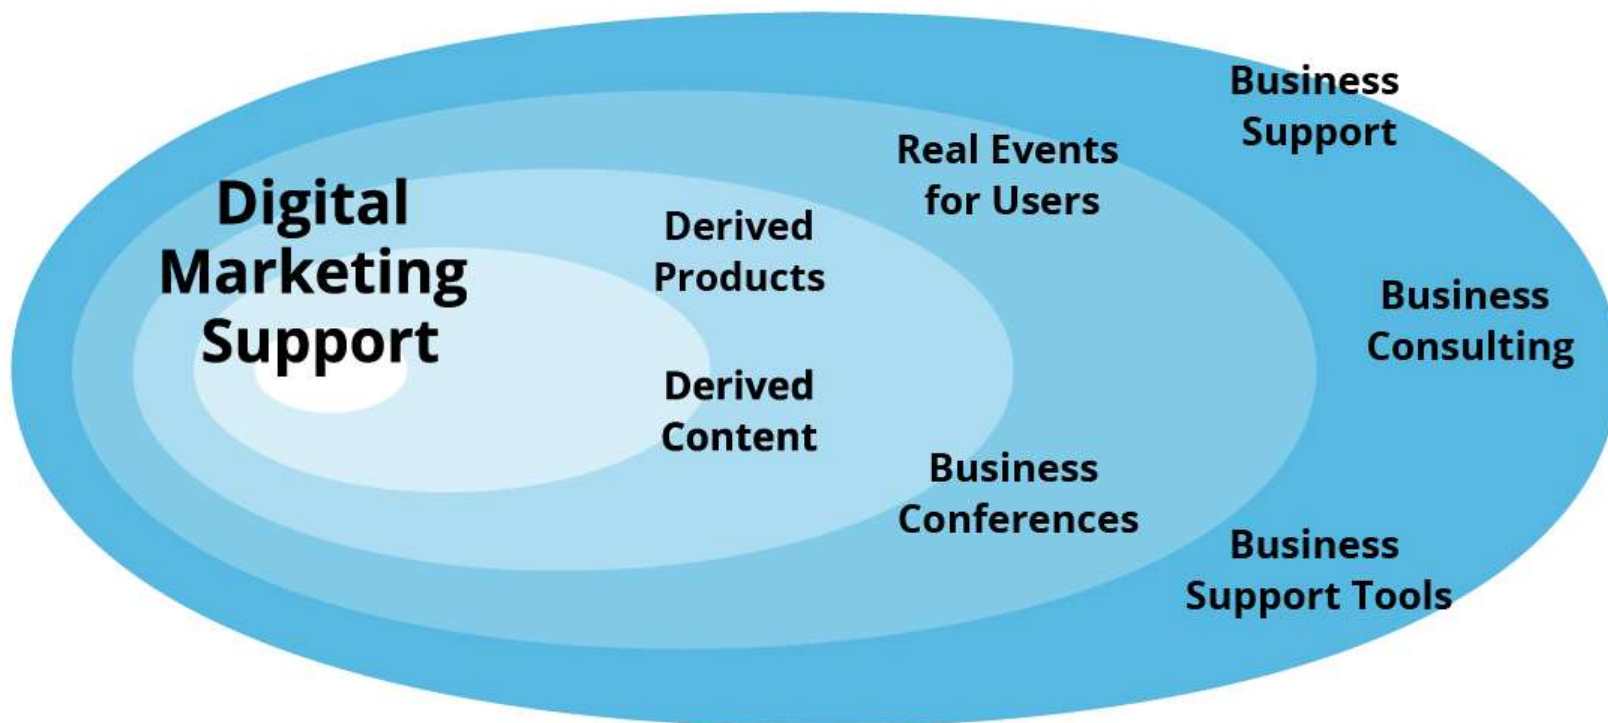 Digital
Marketing
Support
Derived
Products
Derived
Content
Real Events
for Users
Business
Conferences
Business
Support
Business
Consulting
Business
Support Tools